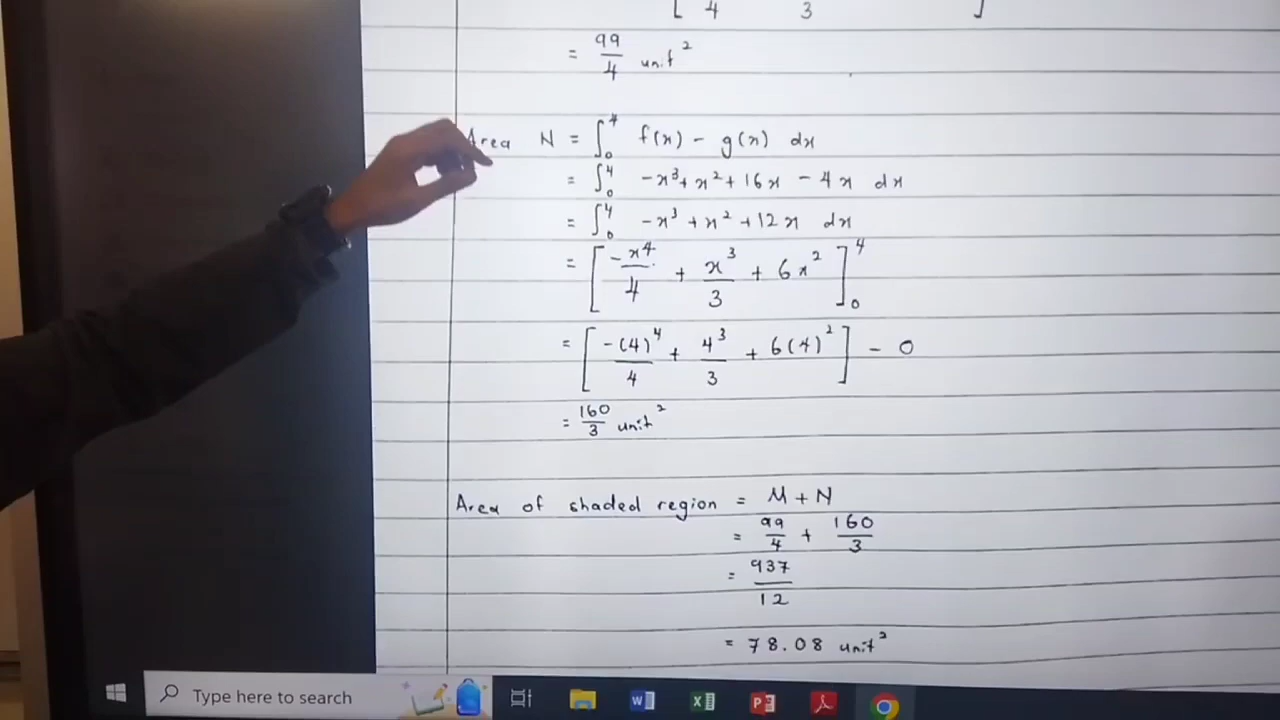 4 3
= 99/4 unit²
Area N = ∫₀⁴ f(x) - g(x) dx
= ∫₀⁴ -x³ + x² + 16x - 4x dx
= ∫₀⁴ -x³ + x² + 12x dx
= [-x⁴/4 + x³/3 + 6x²]₀⁴
= [-(4)⁴/4 + 4³/3 + 6(4)²] - 0
= 160/3 unit²
Area of shaded region = M + N
= 99/4 + 160/3
= 937/12
= 78.08 unit²
Type here to search